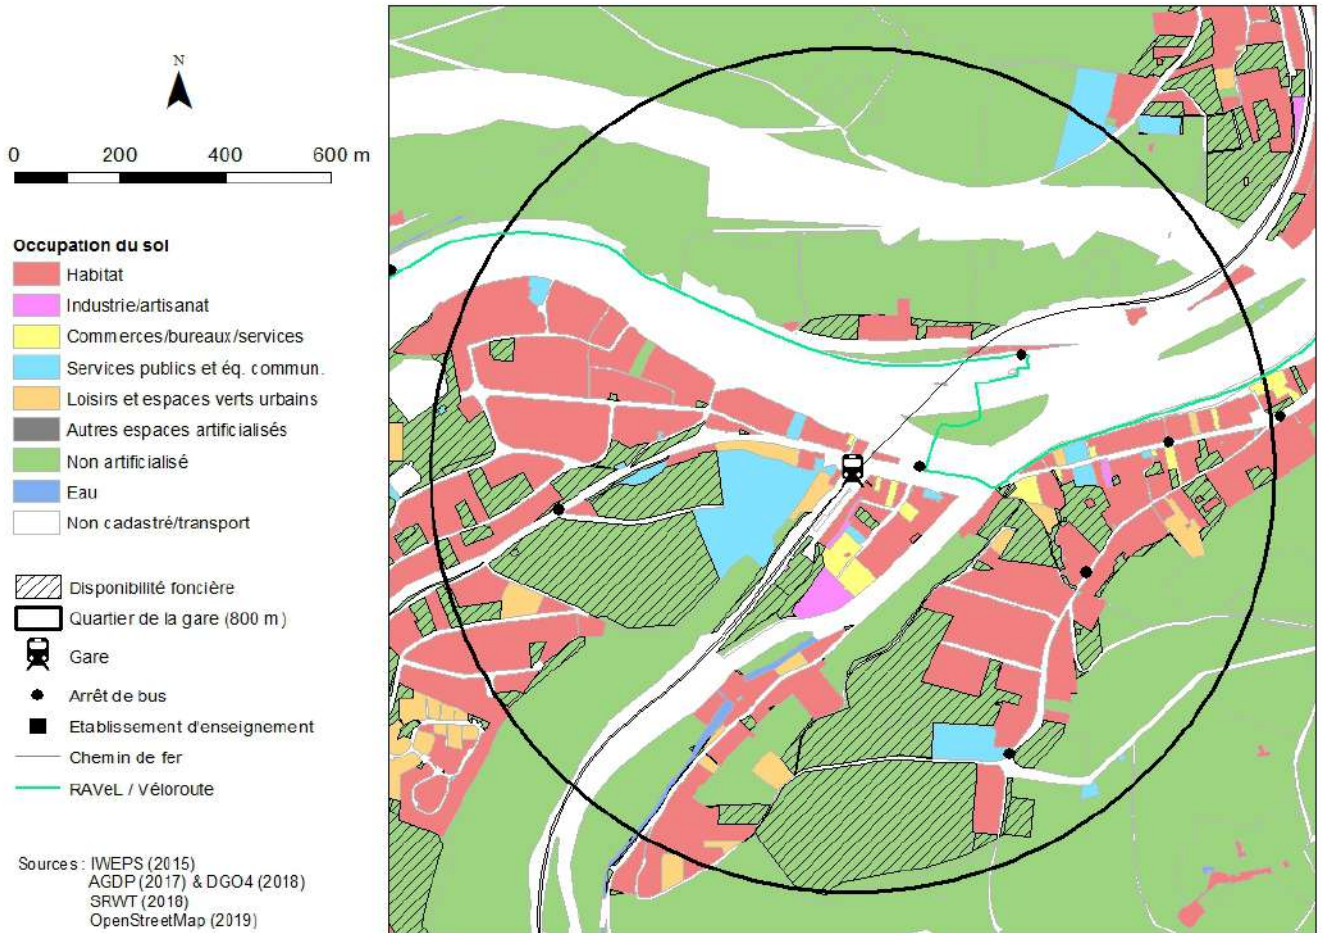 N
0 200 400 600 m
Occupation du sol
Habitat
Industrie/artisanat
Commerces/bureaux/services
Services publics et éq. commun.
Loisirs et espaces verts urbains
Autres espaces artificialisés
Non artificialisé
Eau
Non cadastré/transport
Disponibilité foncière
Quartier de la gare (800 m)
Gare
Arrêt de bus
Etablissement d'enseignement
Chemin de fer
RAVeL / Véloroute
Sources : IWEPS (2015)
AGDP (2017) & DGO4 (2018)
SRWT (2018)
OpenStreetMap (2019)